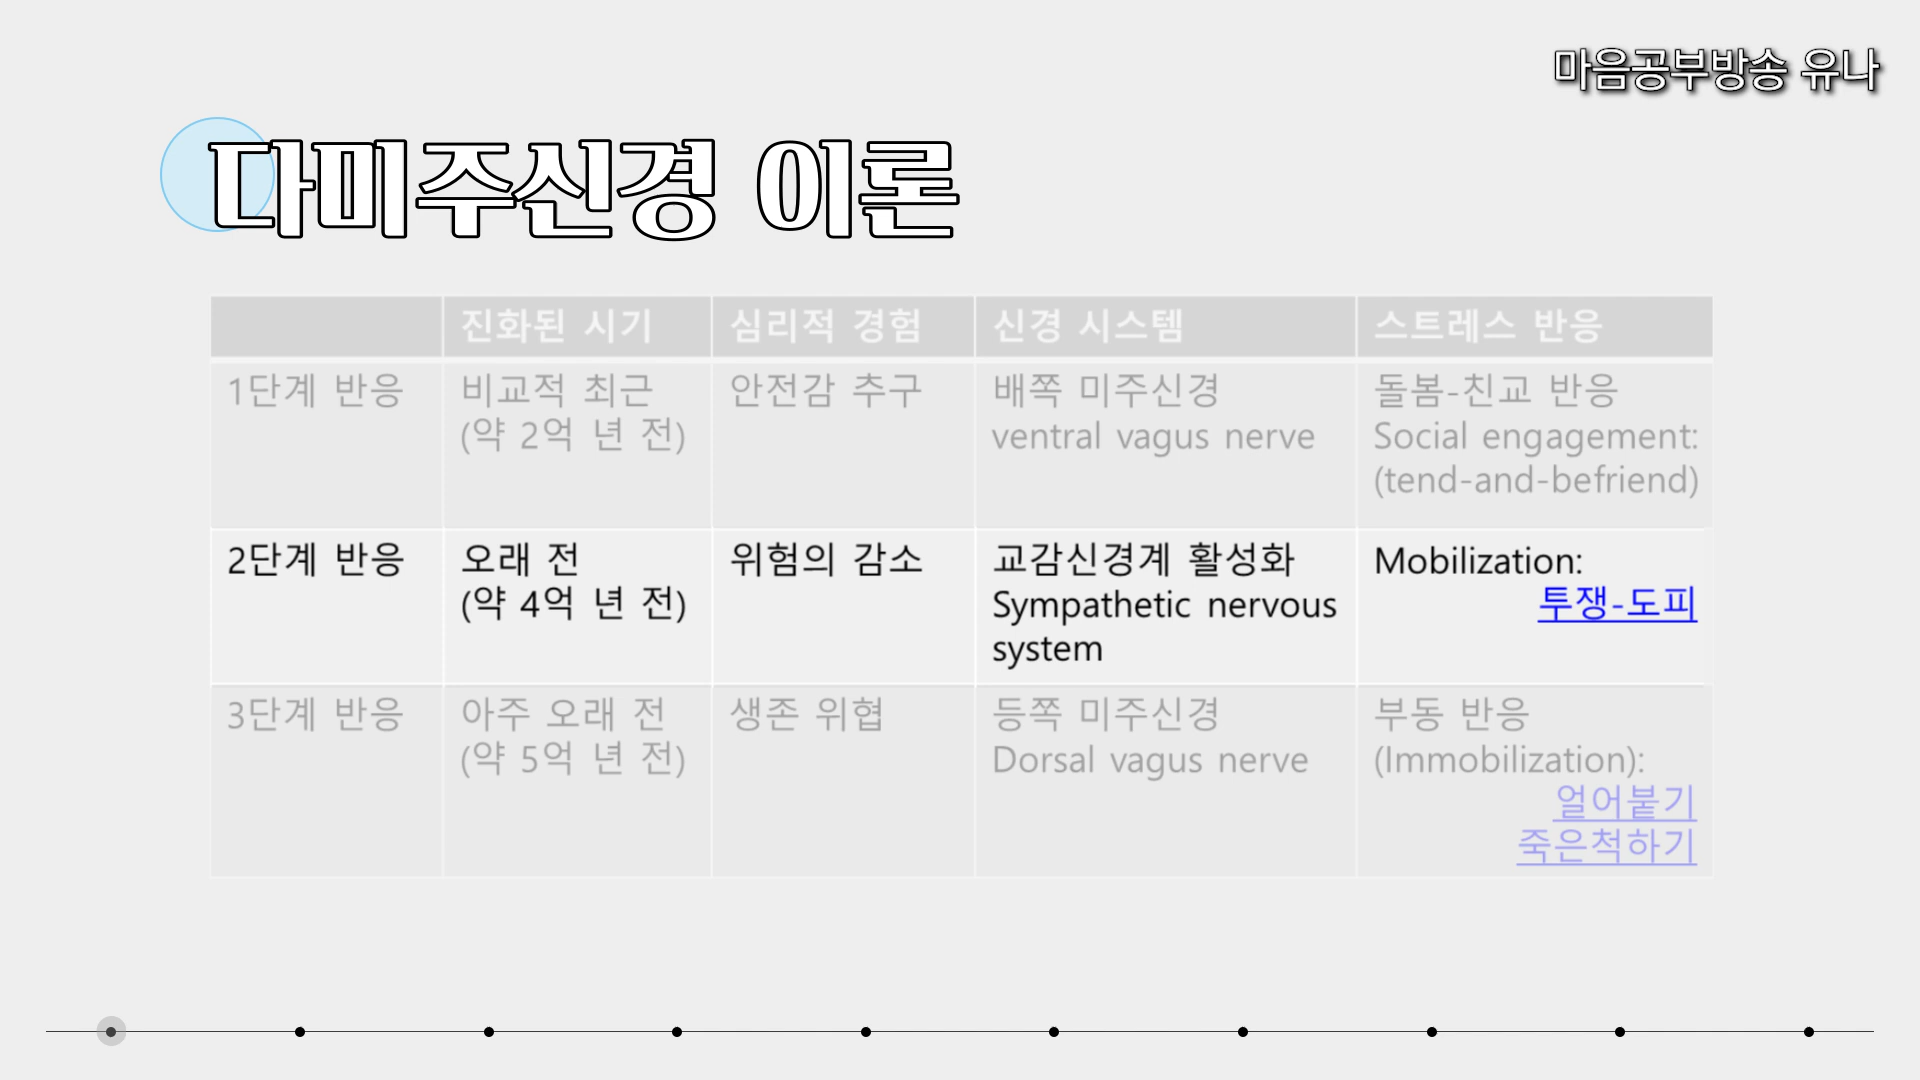 마음공부방송 유나
다미주신경 이론
진화된 시기
심리적 경험
신경 시스템
스트레스 반응
1단계 반응
비교적 최근
(약 2억 년 전)
안전감 추구
배쪽 미주신경
ventral vagus nerve
돌봄-친교 반응
Social engagement:
(tend-and-befriend)
2단계 반응
오래 전
(약 4억 년 전)
위험의 감소
교감신경계 활성화
Sympathetic nervous
system
Mobilization:
투쟁-도피
3단계 반응
아주 오래 전
(약 5억 년 전)
생존 위협
등쪽 미주신경
Dorsal vagus nerve
부동 반응
(Immobilization):
얼어붙기
죽은척하기